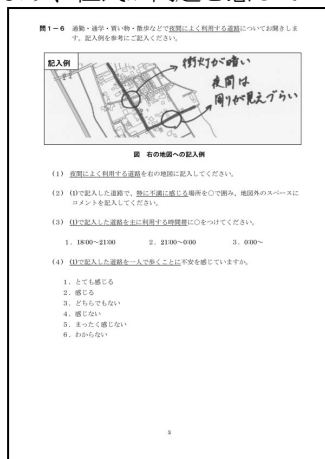 問1－6　通勤・通学・買い物・散歩などで夜間によく利用する道路についてお聞きしま
す。記入例を参考にご記入ください。
記入例
街灯が暗い
夜間は
周りが見えづらい
図　右の地図への記入例
(1)　夜間によく利用する道路を右の地図に記入してください。
(2)　(1)で記入した道路で、特に不満に感じる場所を○で囲み、地図外のスペースに
コメントを記入してください。
(3)　(1)で記入した道路を主に利用する時間帯に○をつけてください。
1．18:00～21:00　2．21:00～0:00　3．0:00～
(4)　(1)で記入した道路を一人で歩くことに不安を感じていますか。
1．とても感じる
2．感じる
3．どちらでもない
4．感じない
5．まったく感じない
6．わからない